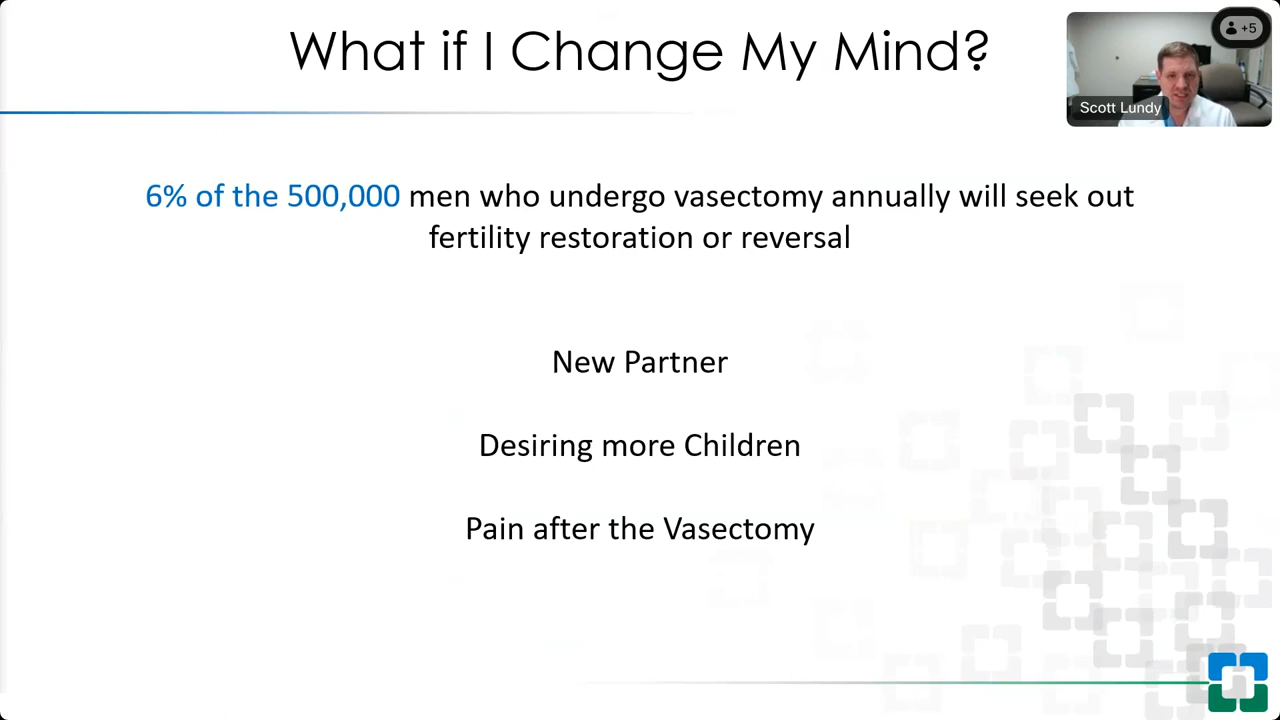 What if I Change My Mind?
+5
Scott Lundy
6% of the 500,000 men who undergo vasectomy annually will seek out
fertility restoration or reversal
New Partner
Desiring more Children
Pain after the Vasectomy